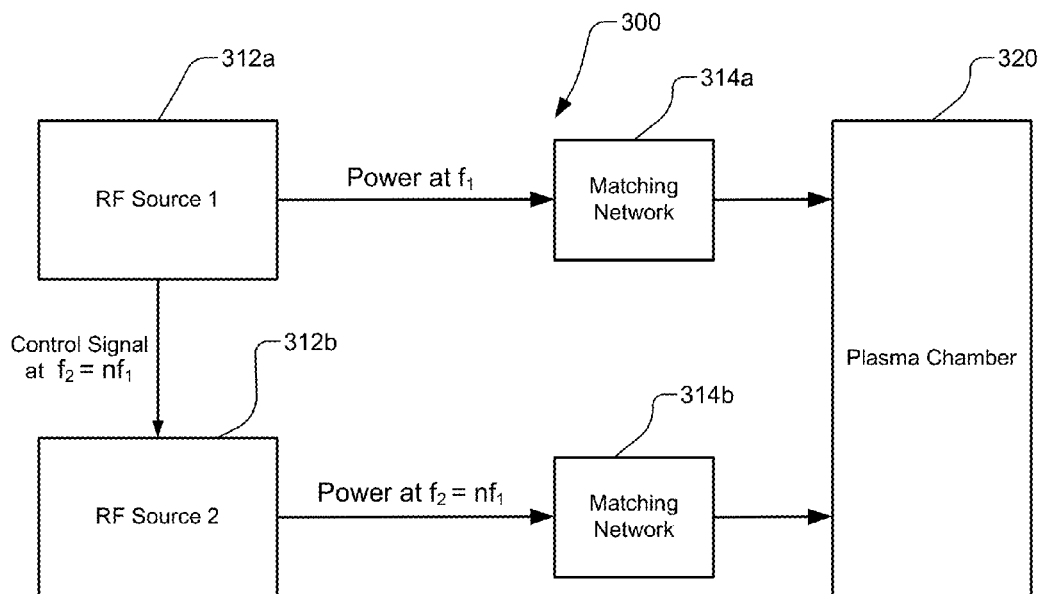 300
312a
314a
320
RF Source 1
Power at f₁
Matching
Network
Control Signal
at f₂ = nf₁
312b
Plasma Chamber
314b
RF Source 2
Power at f₂ = nf₁
Matching
Network